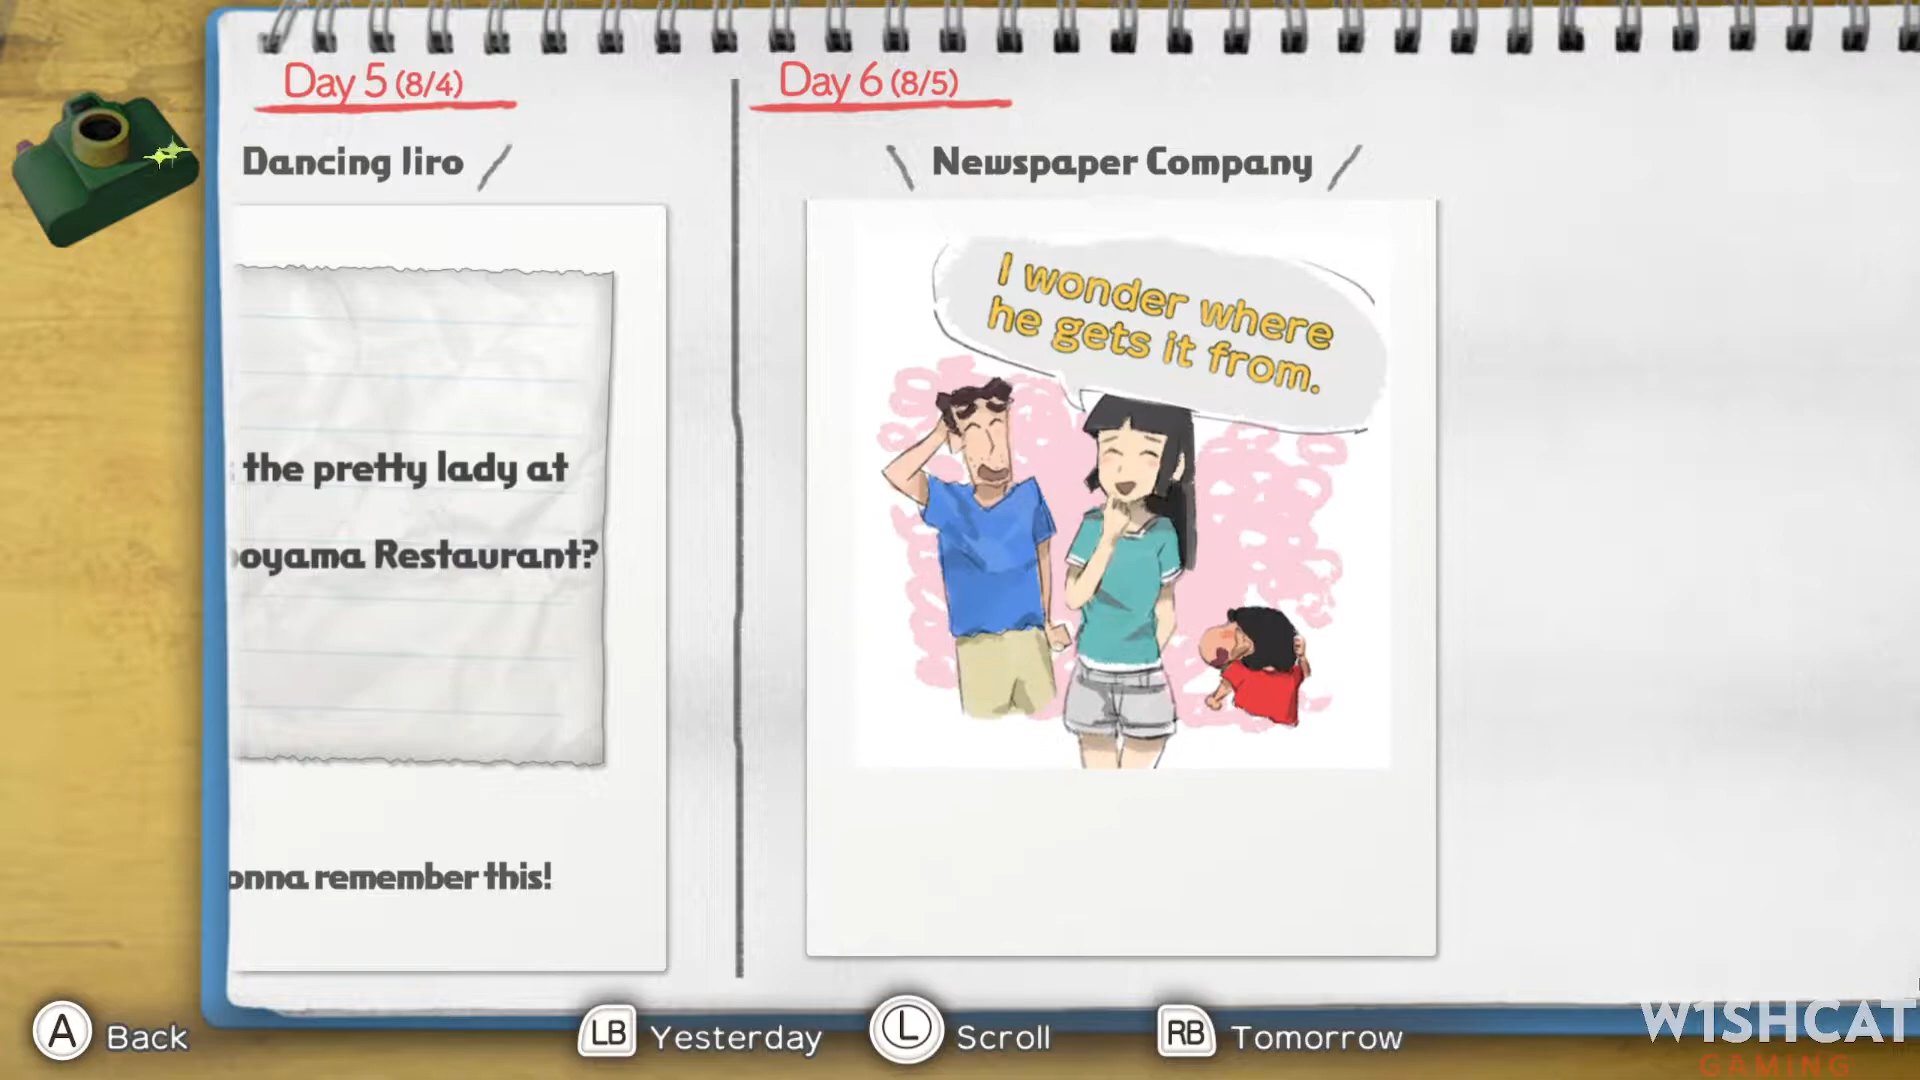 Day 5 (8/4)
Dancing Jiro
the pretty lady at
oyama Restaurant?
onna remember this!
Day 6 (8/5)
Newspaper Company
I wonder where
he gets it from.
A Back
LB Yesterday
L Scroll
RB Tomorrow
W1SHCAT
GAMING